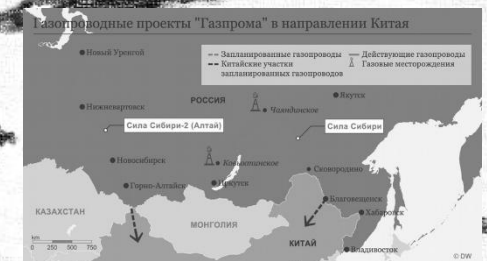 Газопроводные проекты "Газпрома" в направлении Китая
Запланированные газопроводы
Действующие газопроводы
Китайские участки
запланированных газопроводов
Газовые месторождения
Новый Уренгой
Нижневартовск
РОССИЯ
Чаяндинское
Якутск
Сила Сибири-2 (Алтай)
Сила Сибири
Новосибирск
Ковыктинское
Сковородино
Горно-Алтайск
Иркутск
Благовещенск
Хабаровск
КАЗАХСТАН
МОНГОЛИЯ
КИТАЙ
Владивосток
km
0 250 500 750
© DW